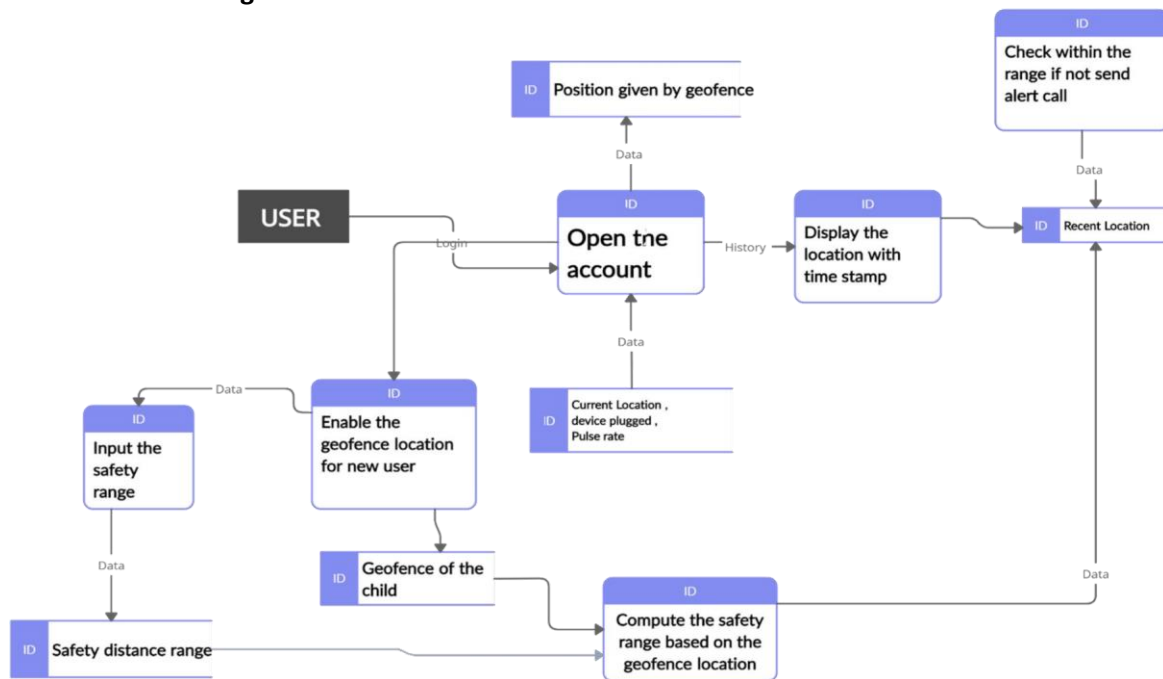 ID
Check within the
range if not send
alert call
ID
Position given by geofence
Data
Data
USER
ID
Open the
account
Login
History
ID
Display the
location with
time stamp
ID
Recent Location
Data
ID
Current Location ,
device plugged ,
Pulse rate
Data
ID
Enable the
geofence location
for new user
ID
Input the
safety
range
Data
ID
Geofence of the
child
Data
ID
Compute the safety
range based on the
geofence location
ID
Safety distance range